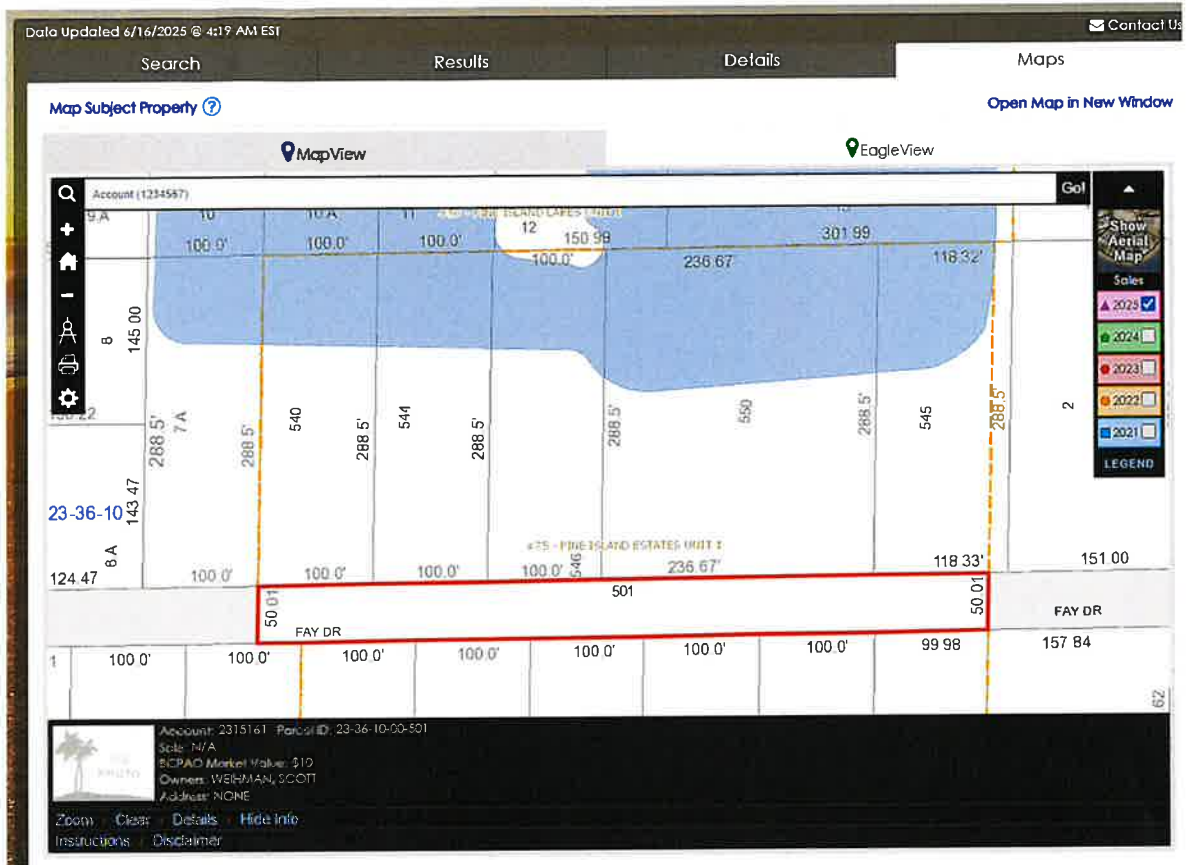 Data Updated 6/16/2025 @ 4:19 AM EST
Contact Us
Search Results Details Maps
Map Subject Property ?
Open Map in New Window
MapView EagleView
Account (1234567) Go!
9.A 10 10.A 11 ISLAND LAKES
12
100.0' 100.0' 100.0' 150.99 301.99
100.0' 236.67 118.32'
Show
Aerial
Map
Sales
2025
2024
2023
2022
2021
LEGEND
8 145.00
288.5' 7 A 288.5' 540 288.5' 544 288.5' 288.5' 550 288.5' 545 288.5' 2
23-36-10 143.47
475 - PINE ISLAND ESTATES UNIT 1
124.47 8 A 100.0' 100.0' 100.0' 100.0' 546 236.67' 118.33' 151.00
50.01 501 50.01
FAY DR FAY DR
1 100.0' 100.0' 100.0' 100.0' 100.0' 100.0' 100.0' 99.98 157.84
62
Account: 2315161 Parcel ID: 23-36-10-00-501
Sale: N/A
BCPAO Market Value: $10
Owners: WEIHMAN, SCOTT
Address: NONE
Zoom Clear Details Hide Info
Instructions Disclaimer